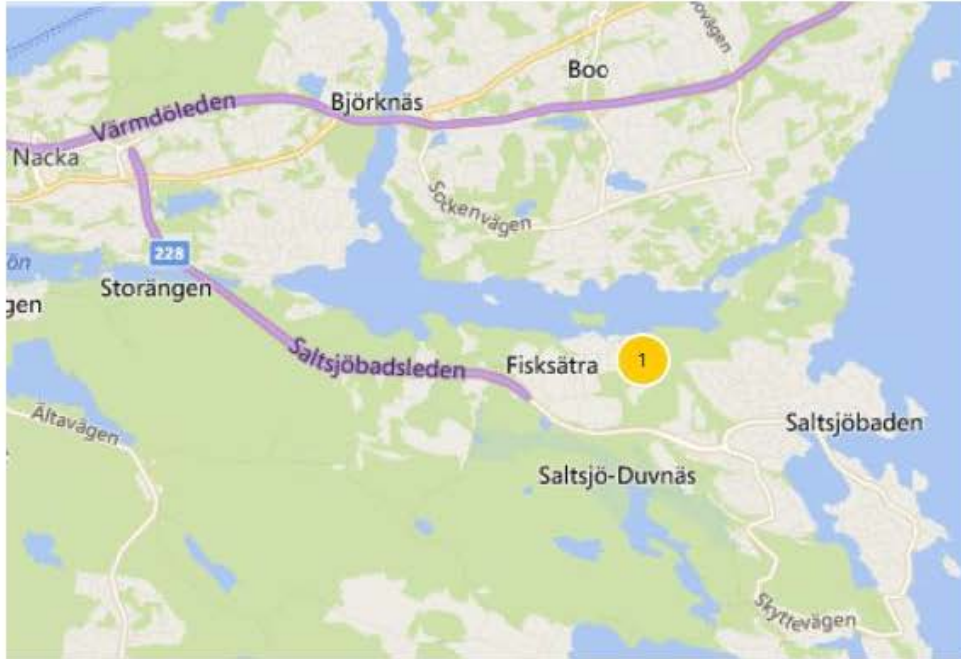 Boo
Björknäs
Värmdöleden
Nacka
Sockenvägen
228
ön
Storängen
gen
Saltsjöbadsleden
Fisksätra
1
Ältavägen
Saltsjöbaden
Saltsjö-Duvnäs
Skyttevägen